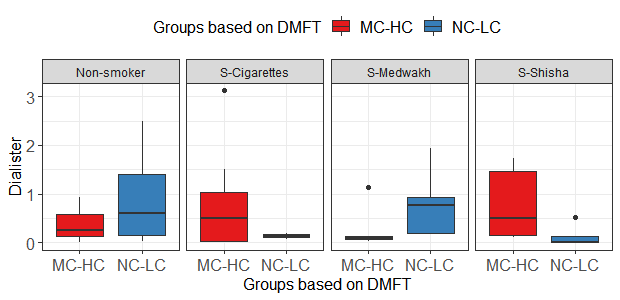 Groups based on DMFT MC-HC NC-LC
Non-smoker S-Cigarettes S-Medwakh S-Shisha
Dialister
3
2
1
0
MC-HC NC-LC MC-HC NC-LC MC-HC NC-LC MC-HC NC-LC
Groups based on DMFT